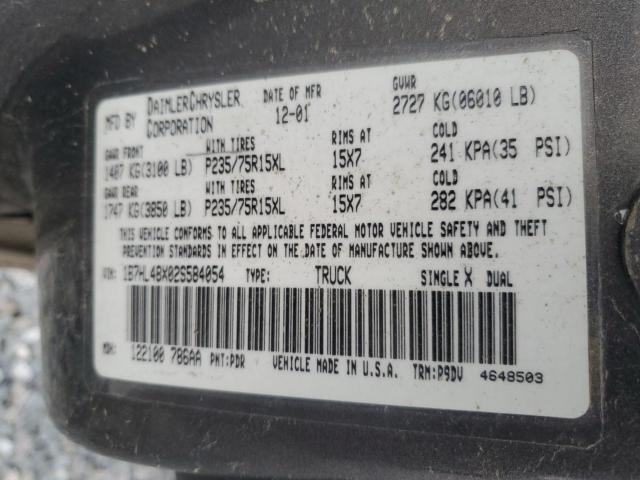 MFD BY DAIMLERCHRYSLER CORPORATION DATE OF MFR 12-01 GVWR 2727 KG(06010 LB)
GAWR FRONT WITH TIRES RIMS AT COLD
1407 KG(3100 LB) P235/75R15XL 15X7 241 KPA(35 PSI)
GAWR REAR WITH TIRES RIMS AT COLD
1747 KG(3850 LB) P235/75R15XL 15X7 282 KPA(41 PSI)
THIS VEHICLE CONFORMS TO ALL APPLICABLE FEDERAL MOTOR VEHICLE SAFETY AND THEFT
PREVENTION STANDARDS IN EFFECT ON THE DATE OF MANUFACTURE SHOWN ABOVE.
VIN: 1B7HL48X02S584054 TYPE: TRUCK SINGLE X DUAL
MDH: 122100 786AA PNT:PDR VEHICLE MADE IN U.S.A. TRM:P9DV 4648503